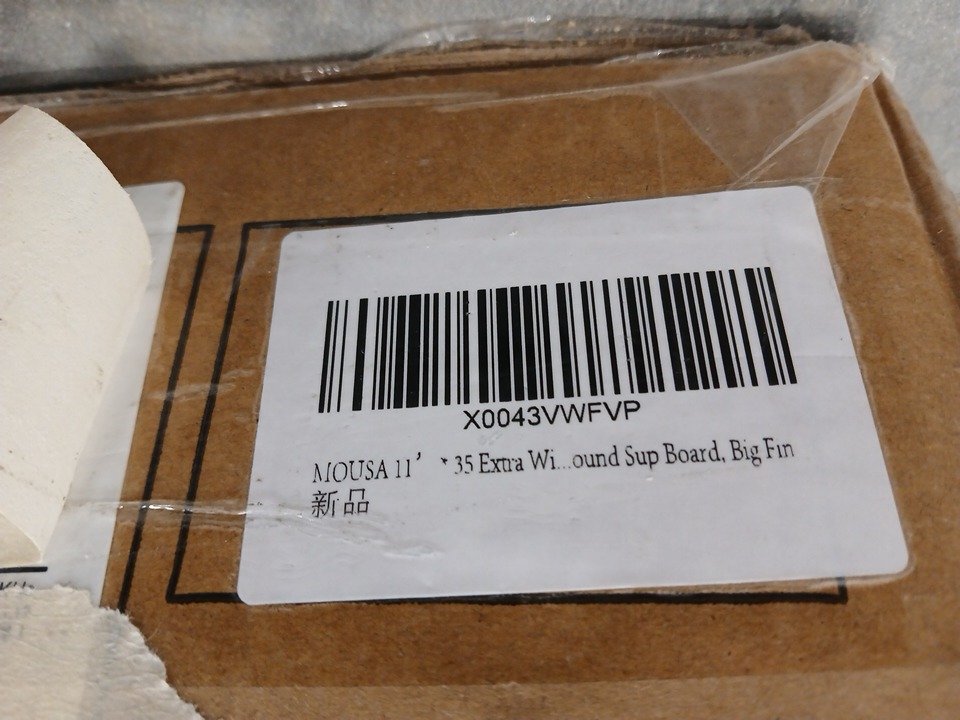 X0043VWFVP
MOUSA 11' * 35 Extra Wi...ound Sup Board, Big Fin
新品